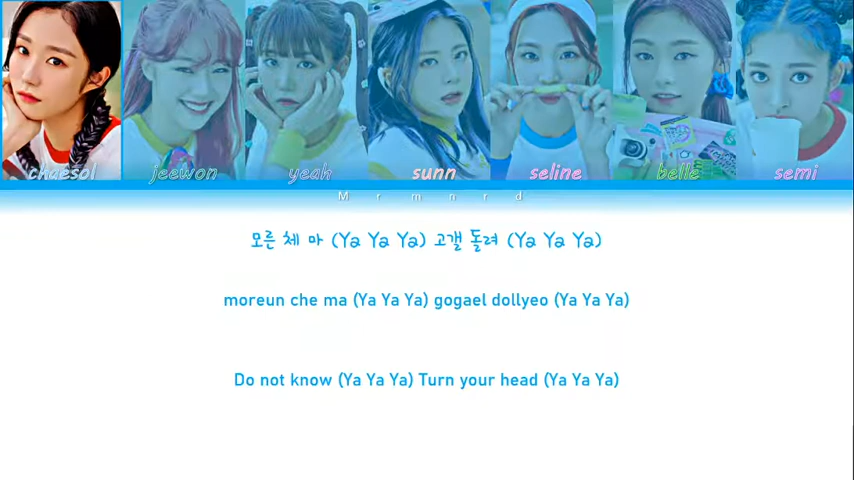 chaesol jeewon yeah sunn seline belle semi
Mrmnrd
모른 체 마 (Ya Ya Ya) 고갤 돌려 (Ya Ya Ya)
moreun che ma (Ya Ya Ya) gogael dollyeo (Ya Ya Ya)
Do not know (Ya Ya Ya) Turn your head (Ya Ya Ya)